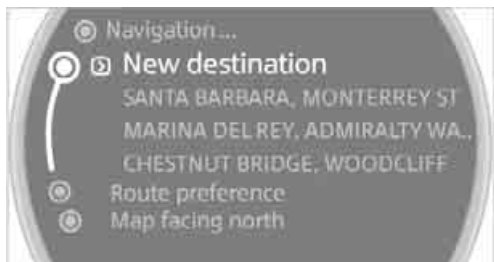 Navigation...
New destination
SANTA BARBARA, MONTERREY ST
MARINA DEL REY, ADMIRALTY WA..
CHESTNUT BRIDGE, WOODCLIFF
Route preference
Map facing north